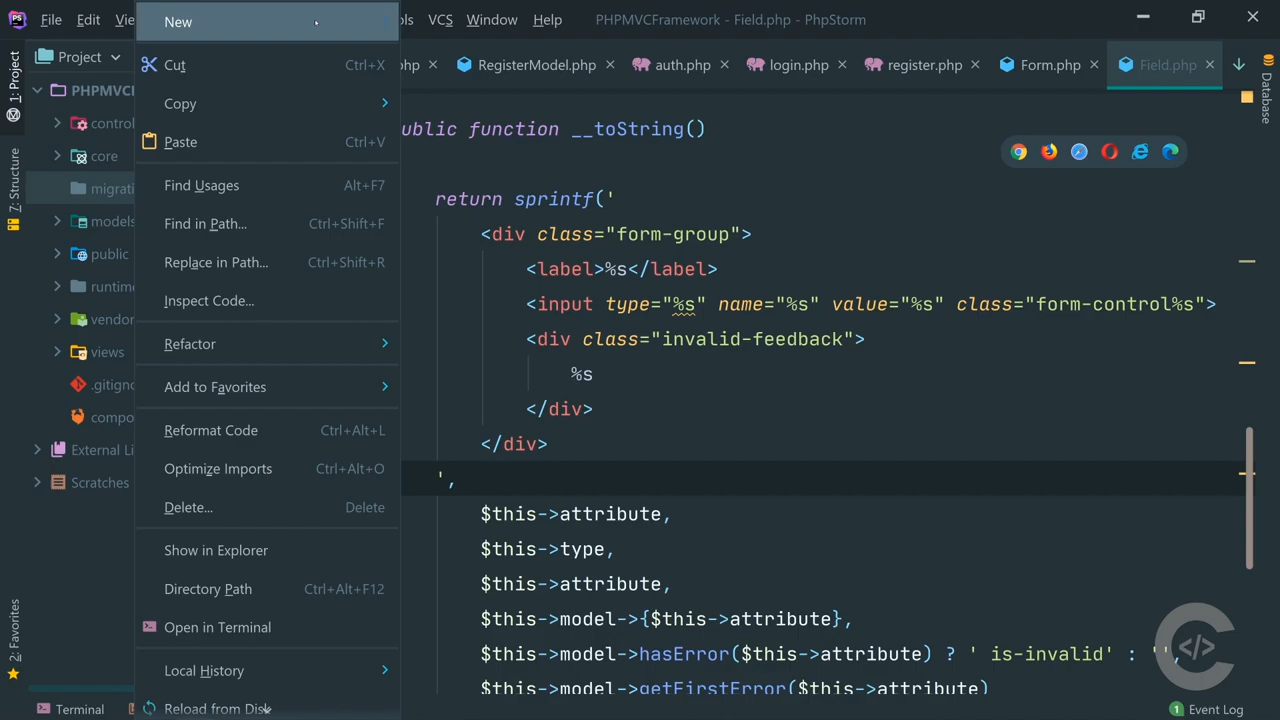 File Edit Vie ols VCS Window Help PHPMVCFramework - Field.php - PhpStorm
Project
hp RegisterModel.php auth.php login.php register.php Form.php Field.php
1: Project
7: Structure
2: Favorites
Database
PHPMVCF
control
core
migrati
models
public
runtime
vendor
views
.gitigno
compo
External Li
Scratches
New
Cut Ctrl+X
Copy
Paste Ctrl+V
Find Usages Alt+F7
Find in Path... Ctrl+Shift+F
Replace in Path... Ctrl+Shift+R
Inspect Code...
Refactor
Add to Favorites
Reformat Code Ctrl+Alt+L
Optimize Imports Ctrl+Alt+O
Delete... Delete
Show in Explorer
Directory Path Ctrl+Alt+F12
Open in Terminal
Local History
Reload from Disk
ublic function __toString()
return sprintf('
<div class="form-group">
<label>%s</label>
<input type="%s" name="%s" value="%s" class="form-control%s">
<div class="invalid-feedback">
%s
</div>
</div>
',
$this->attribute,
$this->type,
$this->attribute,
$this->model->{$this->attribute},
$this->model->hasError($this->attribute) ? ' is-invalid' : '',
$this->model->getFirstError($this->attribute)
</>
Terminal
1 Event Log